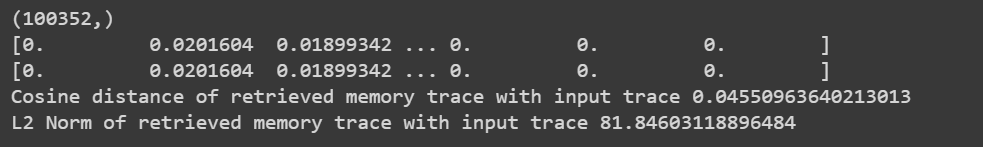 (100352,)
[0. 0.0201604 0.01899342 ... 0. 0. 0. ]
[0. 0.0201604 0.01899342 ... 0. 0. 0. ]
Cosine distance of retrieved memory trace with input trace 0.04550963640213013
L2 Norm of retrieved memory trace with input trace 81.84603118896484